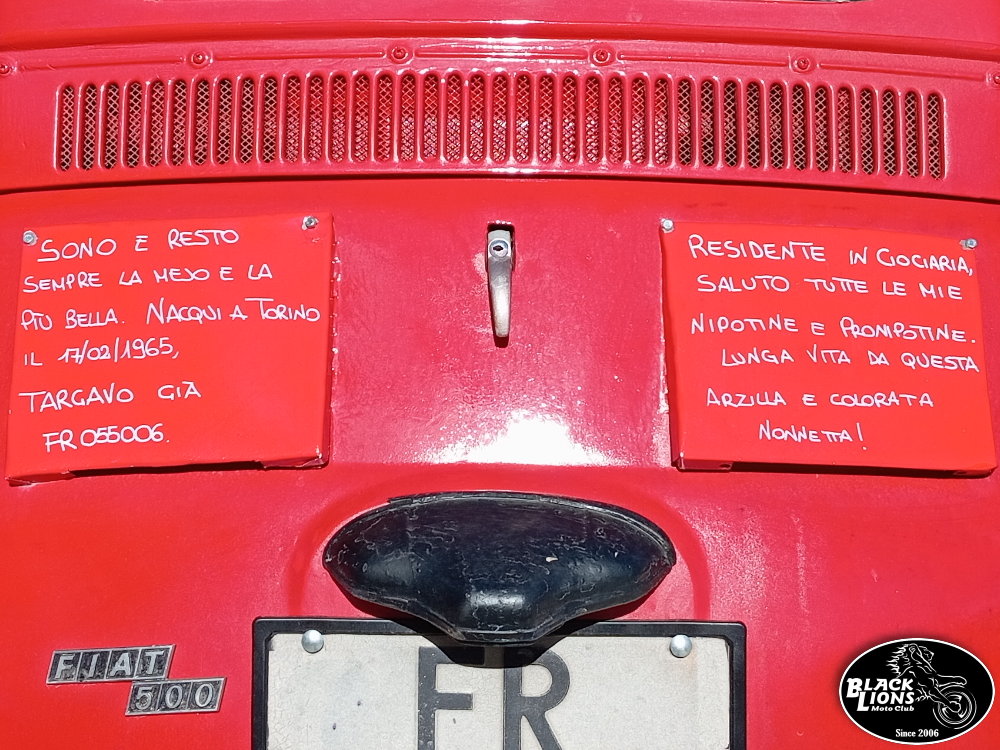 SONO E RESTO
SEMPRE LA MEJO E LA
PIÙ BELLA. NACQUI A TORINO
IL 17/02/1965,
TARGAVO GIÀ
FR 055006.
RESIDENTE IN CIOCIARIA,
SALUTO TUTTE LE MIE
NIPOTINE E PRONIPOTINE.
LUNGA VITA DA QUESTA
ARZILLA E COLORATA
NONNETTA!
FIAT
500
FR
BLACK
LIONS
Moto Club
Since 2006